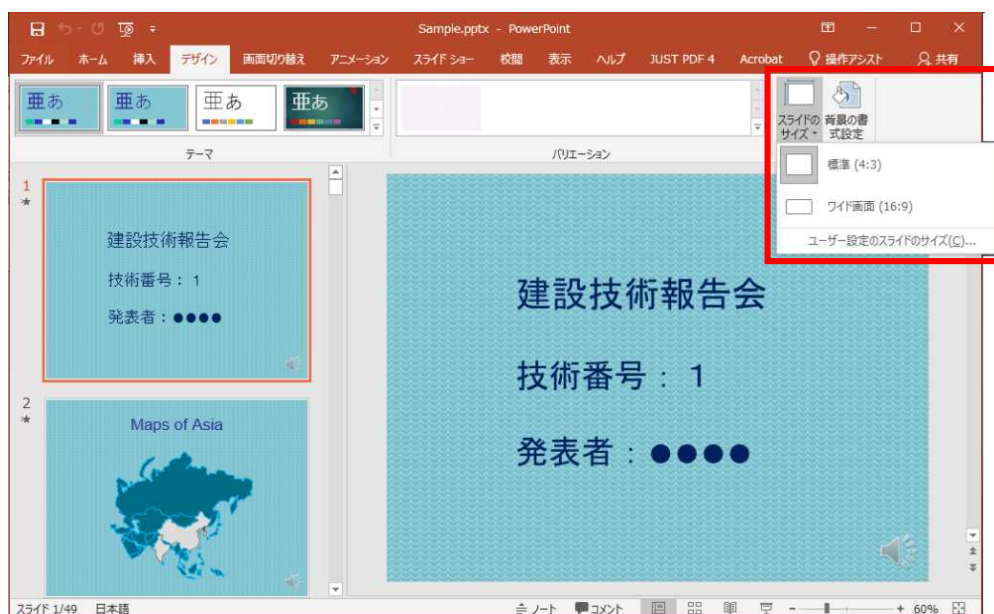 Sample.pptx - PowerPoint
ファイル ホーム 挿入 デザイン 画面切り替え アニメーション スライド ショー 校閲 表示 ヘルプ JUST PDF 4 Acrobat 操作アシスト 共有
亜あ 亜あ 亜あ 亜あ
スライドの サイズ
背景の書 式設定
テーマ バリエーション
標準 (4:3)
ワイド画面 (16:9)
ユーザー設定のスライドのサイズ(C)...
1
建設技術報告会
技術番号：１
発表者：●●●●
2
Maps of Asia
建設技術報告会
技術番号：１
発表者：●●●●
スライド 1/49 日本語 ノート コメント 60%